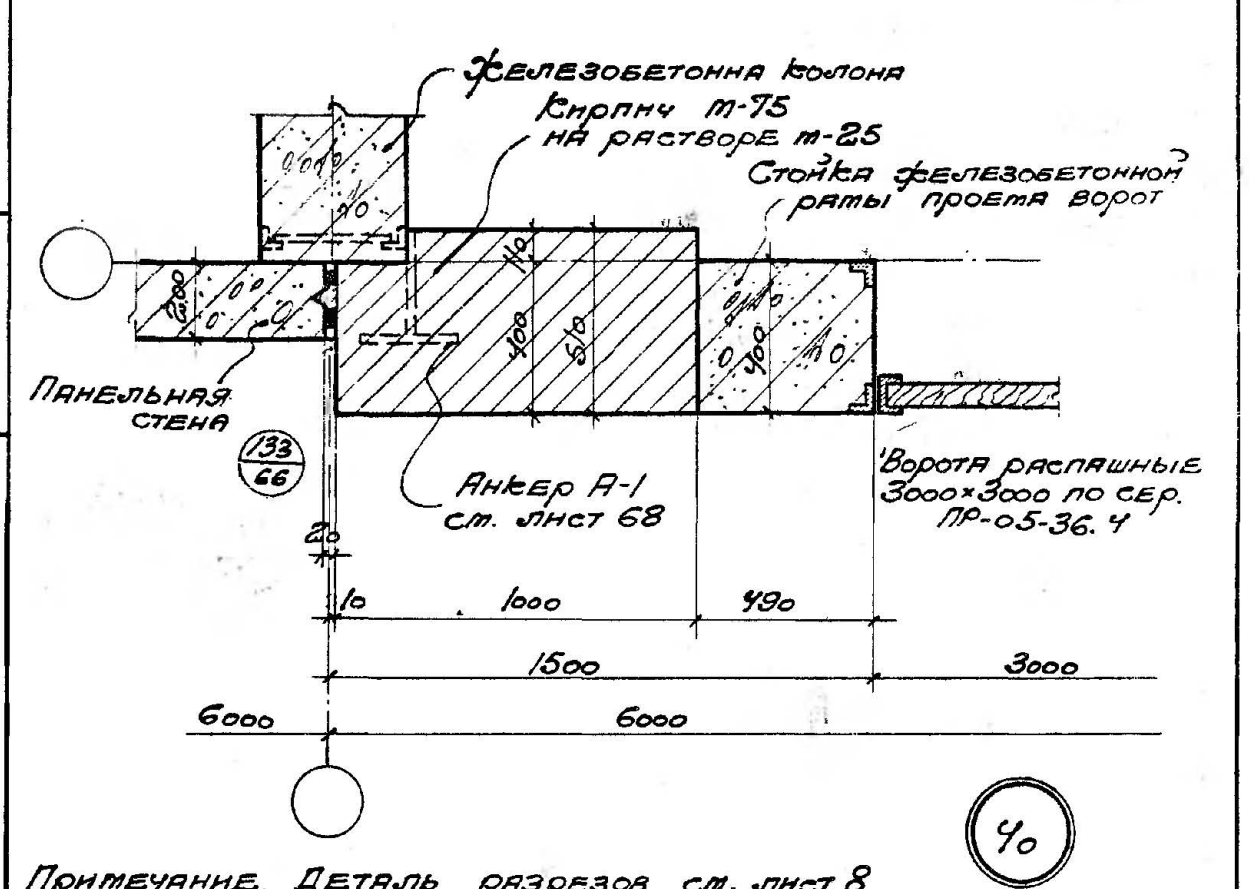 Железобетонна колона
Кирпич м-75
на растворе м-25
Стойка железобетонной
рамы проема ворот
110
200
400
510
400
Панельная
стена
133
66
Анкер А-1
см. лист 68
Ворота распашные
3000×3000 по сер.
ПР-05-36.4
20
10
1000
490
1500
3000
6000
6000
40
Примечание. Деталь разрезов см. лист 8